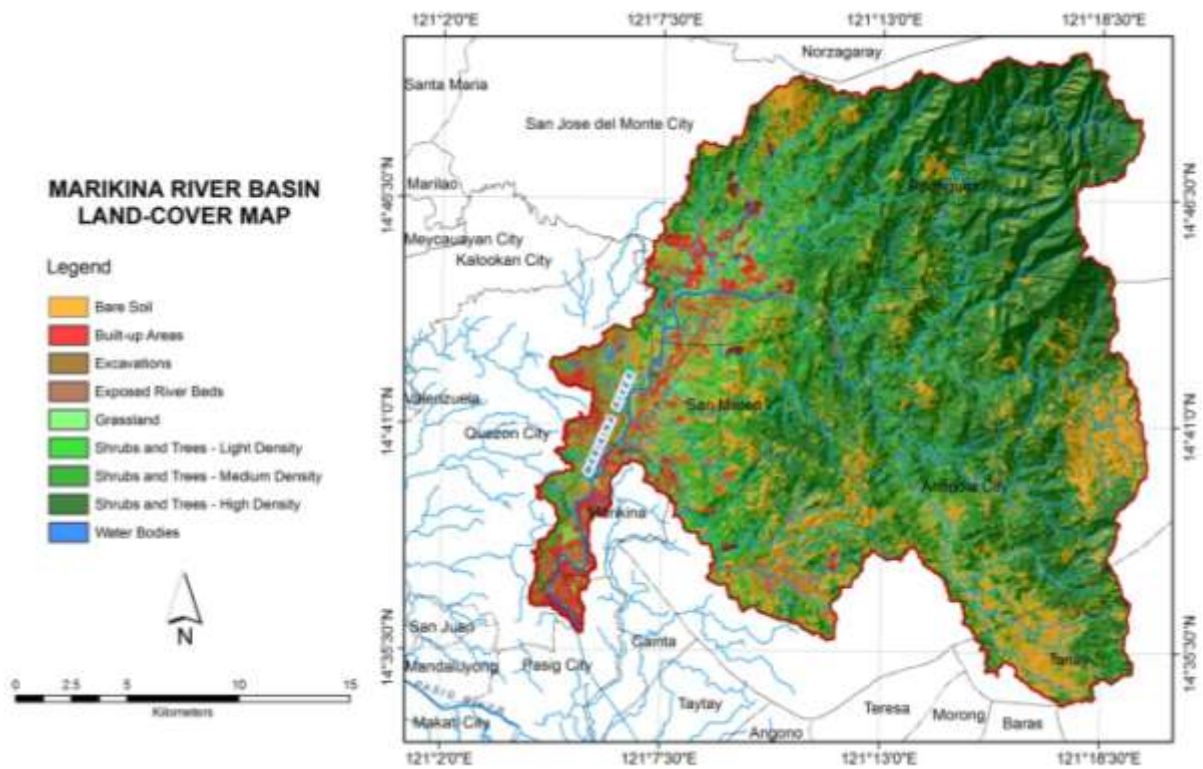 121°2'0"E
121°7'30"E
121°13'0"E
121°18'30"E
Norzagaray
Santa Maria
San Jose del Monte City
MARIKINA RIVER BASIN
LAND-COVER MAP
Marilao
14°46'30"N
14°46'30"N
Rodriguez
Meycauayan City
Kalookan City
Legend
Bare Soil
Built-up Areas
Excavations
Exposed River Beds
Grassland
Shrubs and Trees - Light Density
Shrubs and Trees - Medium Density
Shrubs and Trees - High Density
Water Bodies
MARIKINA RIVER
Valenzuela
San Mateo
Quezon City
14°41'0"N
14°41'0"N
Antipolo City
Marikina
N
San Juan
14°35'30"N
14°35'30"N
Cainta
Mandaluyong
Pasig City
Tanay
PASIG RIVER
0 2.5 5 10 15
Kilometers
Makati City
Taytay
Teresa
Morong
Baras
Angono
121°2'0"E
121°7'30"E
121°13'0"E
121°18'30"E